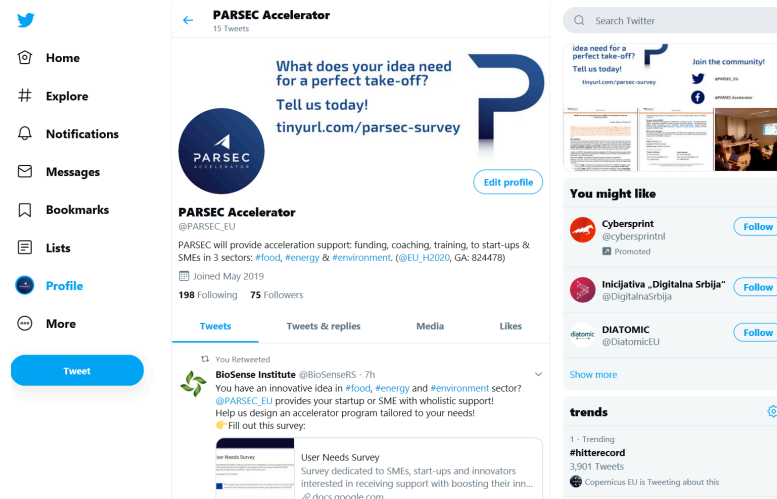 Home
Explore
Notifications
Messages
Bookmarks
Lists
Profile
More
Tweet
PARSEC Accelerator
15 Tweets
What does your idea need
for a perfect take-off?
Tell us today!
tinyurl.com/parsec-survey
PARSEC
ACCELERATOR
Edit profile
PARSEC Accelerator
@PARSEC_EU
PARSEC will provide acceleration support: funding, coaching, training, to start-ups &
SMEs in 3 sectors: #food, #energy & #environment. (@EU_H2020, GA: 824478)
Joined May 2019
198 Following 75 Followers
Tweets Tweets & replies Media Likes
You Retweeted
BioSense Institute @BioSenseRS · 7h
You have an innovative idea in #food, #energy and #environment sector?
@PARSEC_EU provides your startup or SME with wholistic support!
Help us design an accelerator program tailored to your needs!
👉Fill out this survey:
User Needs Survey
User Needs Survey
Survey dedicated to SMEs, start-ups and innovators
interested in receiving support with boosting their inn...
docs.google.com
Search Twitter
idea need for a
perfect take-off?
Tell us today!
tinyurl.com/parsec-survey
Join the community!
@PARSEC_EU
@PARSEC.Accelerator
You might like
Cybersprint
@cybersprintnl
Promoted
Follow
Inicijativa „Digitalna Srbija"
@DigitalnaSrbija
Follow
diatomic
DIATOMIC
@DiatomicEU
Follow
Show more
trends
1 · Trending
#hitterecord
3,901 Tweets
Copernicus EU is Tweeting about this